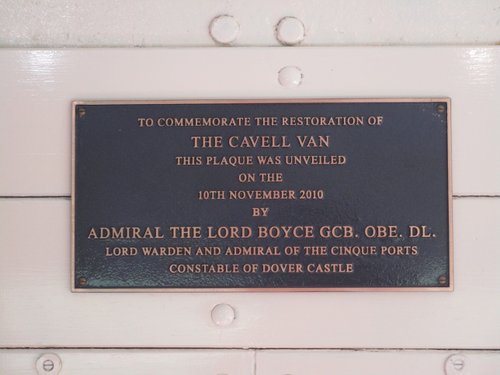 TO COMMEMORATE THE RESTORATION OF
THE CAVELL VAN
THIS PLAQUE WAS UNVEILED
ON THE
10TH NOVEMBER 2010
BY
ADMIRAL THE LORD BOYCE GCB. OBE. DL.
LORD WARDEN AND ADMIRAL OF THE CINQUE PORTS
CONSTABLE OF DOVER CASTLE